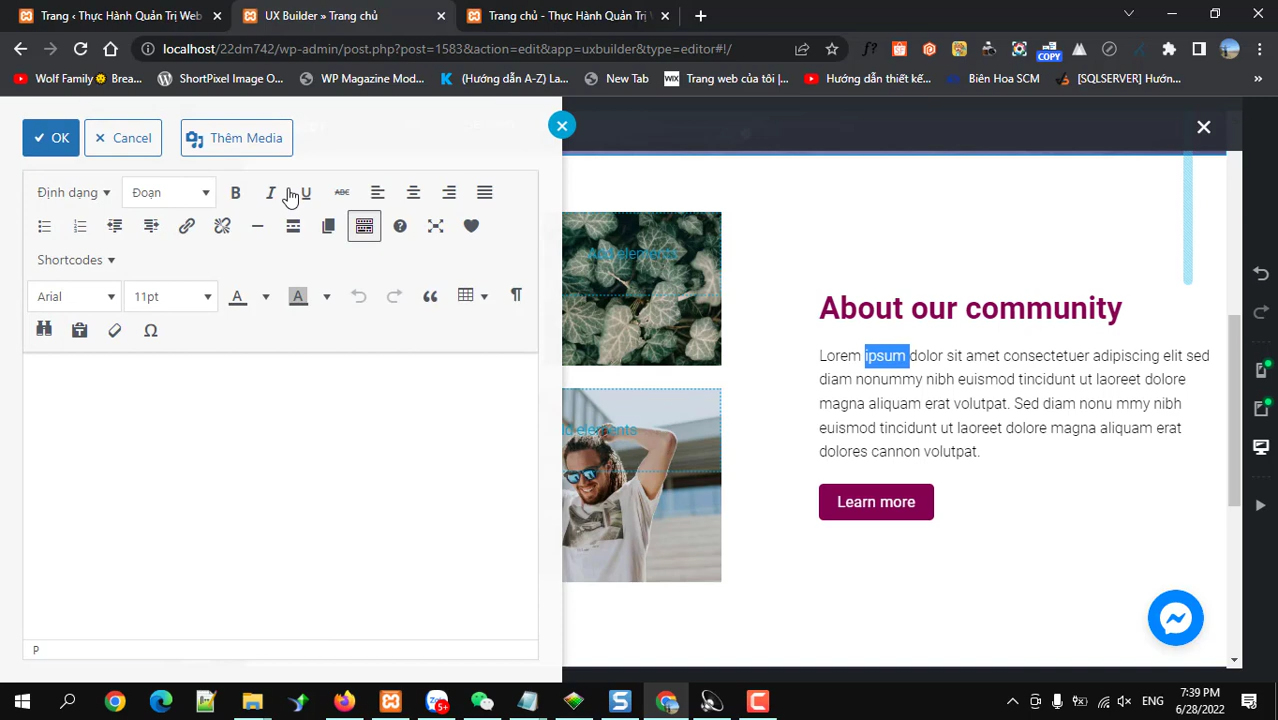 Trang ‹ Thực Hành Quản Trị Web
UX Builder » Trang chủ
Trang chủ - Thực Hành Quản Trị
localhost/22dm742/wp-admin/post.php?post=1583&action=edit&app=uxbuilder&type=editor#!/
COPY
Wolf Family Brea...
ShortPixel Image O...
WP Magazine Mod...
(Hướng dẫn A-Z) La...
New Tab
WIX
Trang web của tôi |...
Hướng dẫn thiết kế...
Biên Hoa SCM
[SQLSERVER] Hướn...
OK
Cancel
Thêm Media
Định dạng
Đoạn
B I U ABC
Shortcodes
Arial
11pt
A
A
Add elements
About our community
Lorem ipsum dolor sit amet consectetuer adipiscing elit sed
diam nonummy nibh euismod tincidunt ut laoreet dolore
magna aliquam erat volutpat. Sed diam nonu mmy nibh
euismod tincidunt ut laoreet dolore magna aliquam erat
dolores cannon volutpat.
Learn more
P
ENG
7:39 PM
6/28/2022